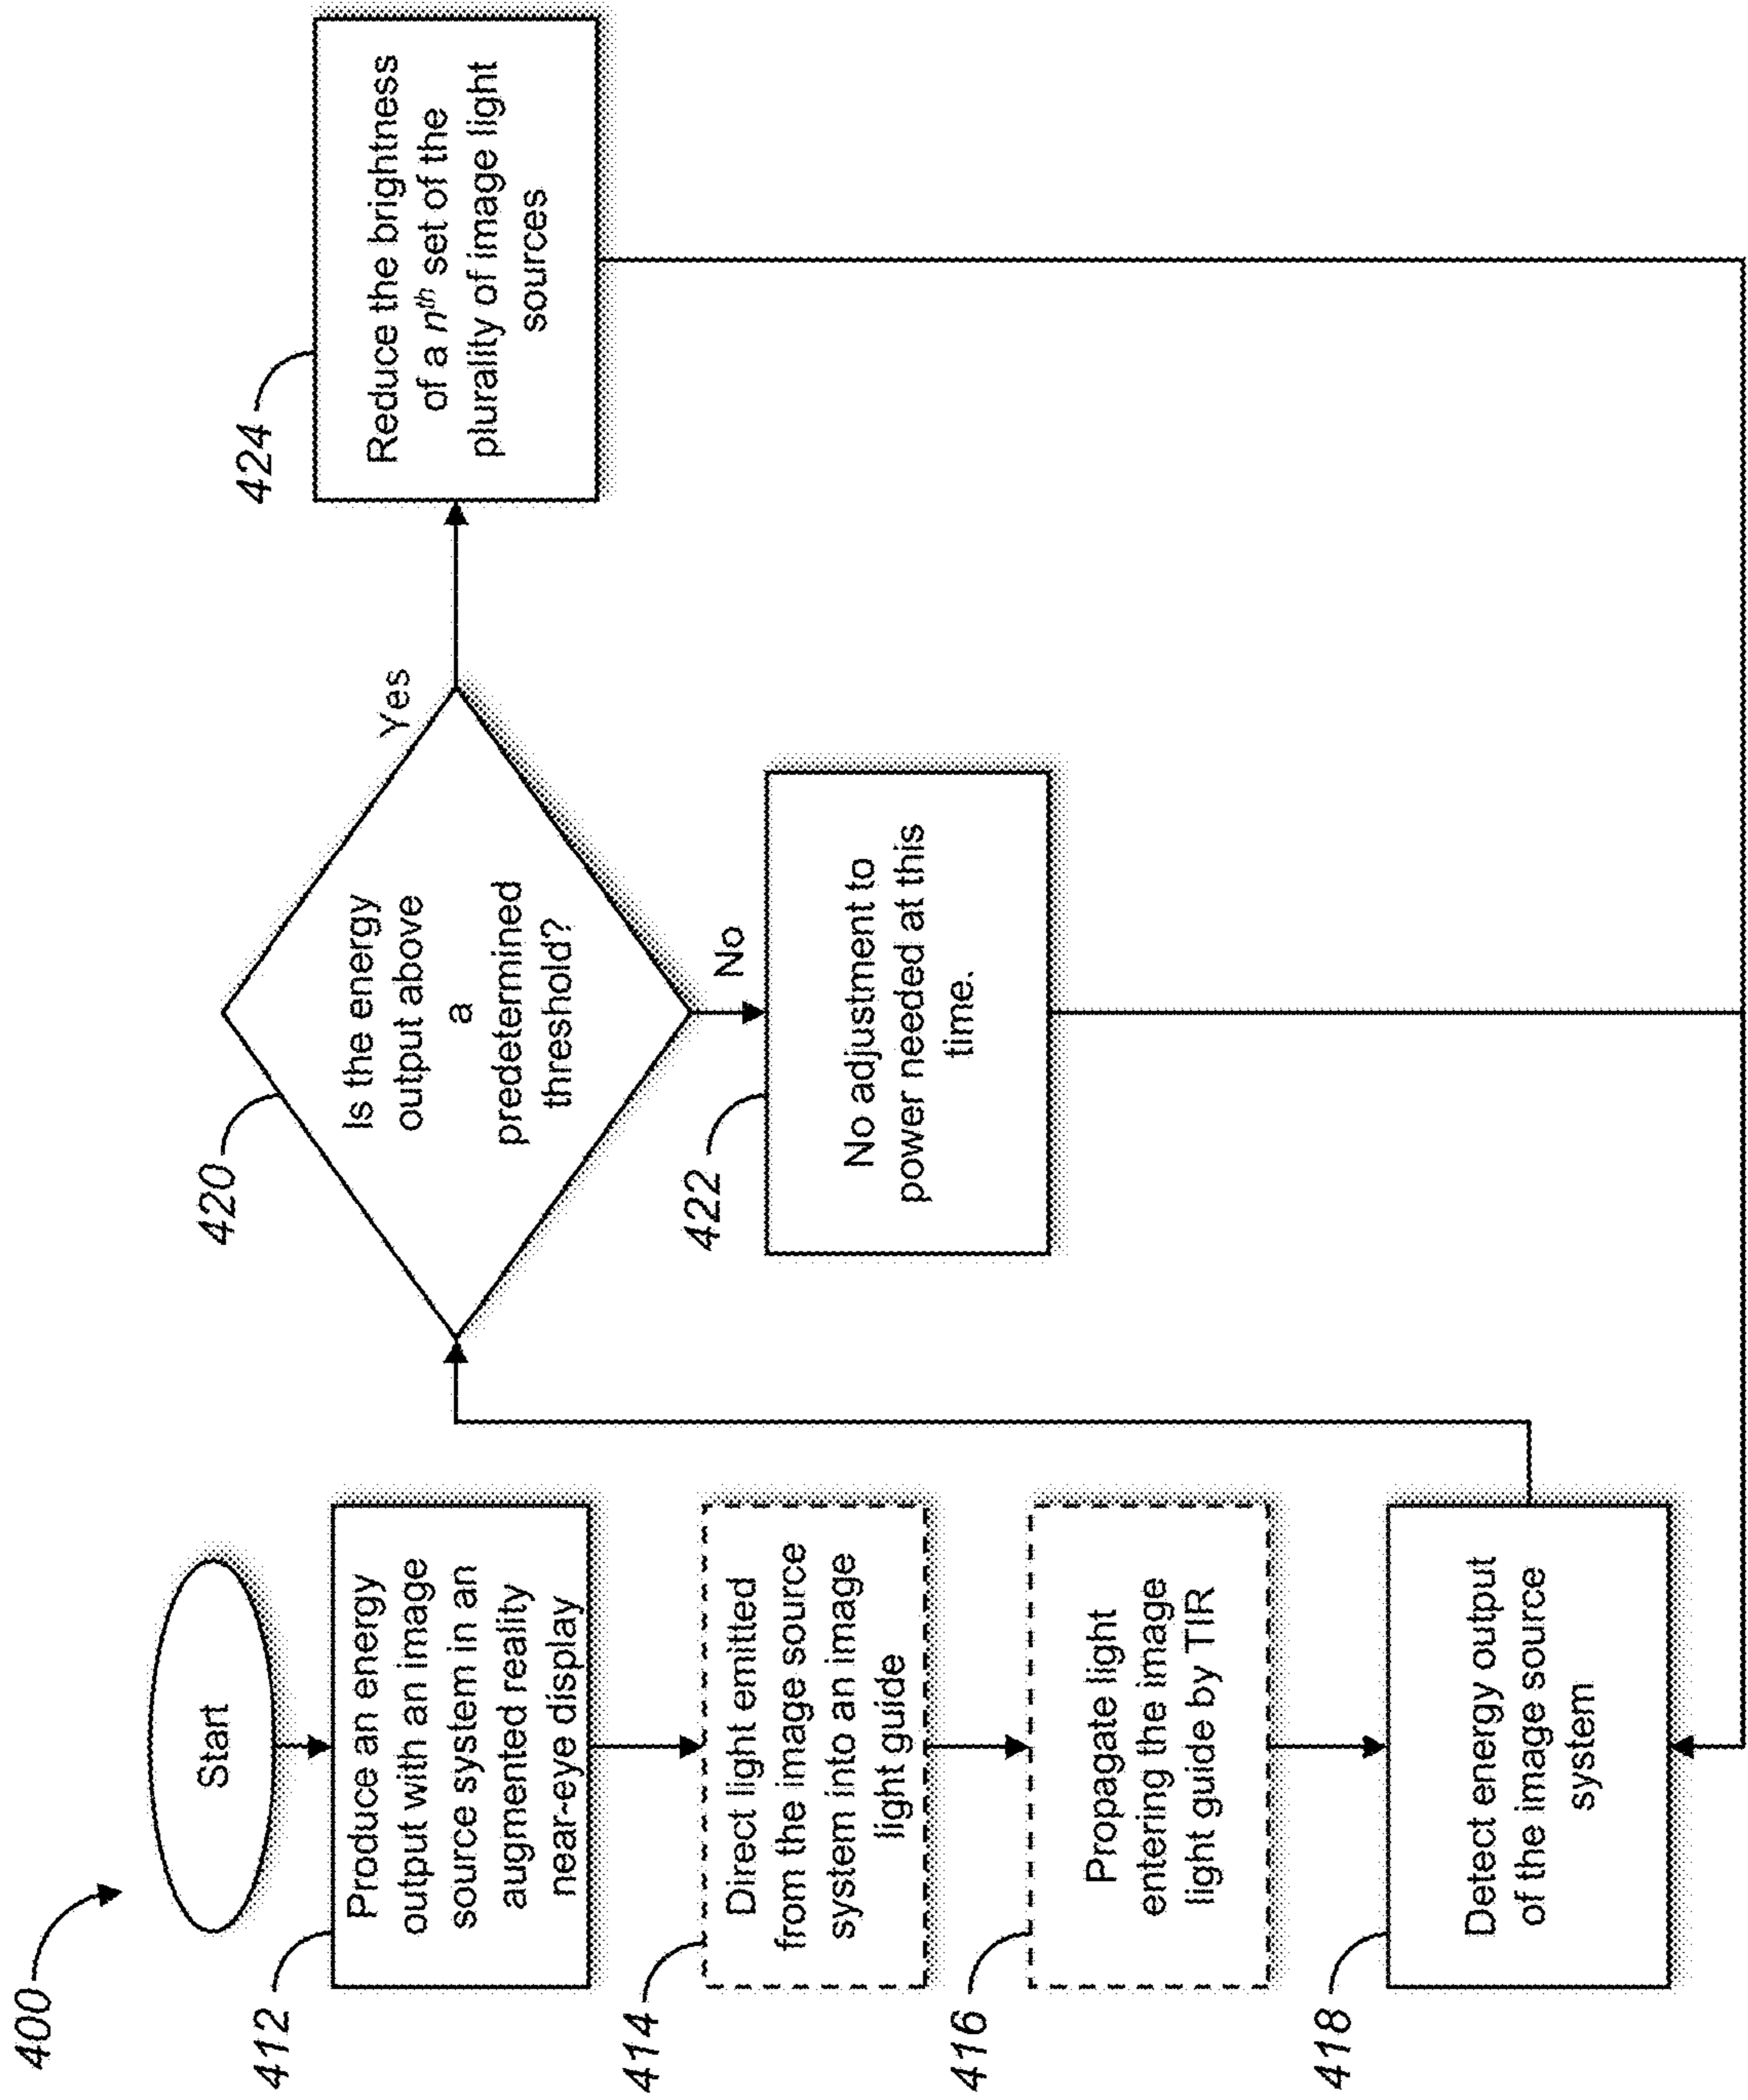 400
Start
412
Produce an energy
output with an image
source system in an
augmented reality
near-eye display
414
Direct light emitted
from the image source
system into an image
light guide
416
Propagate light
entering the image
light guide by TIR
418
Detect energy output
of the image source
system
420
Is the energy
output above
a
predetermined
threshold?
Yes
No
422
No adjustment to
power needed at this
time.
424
Reduce the brightness
of a nth set of the
plurality of image light
sources